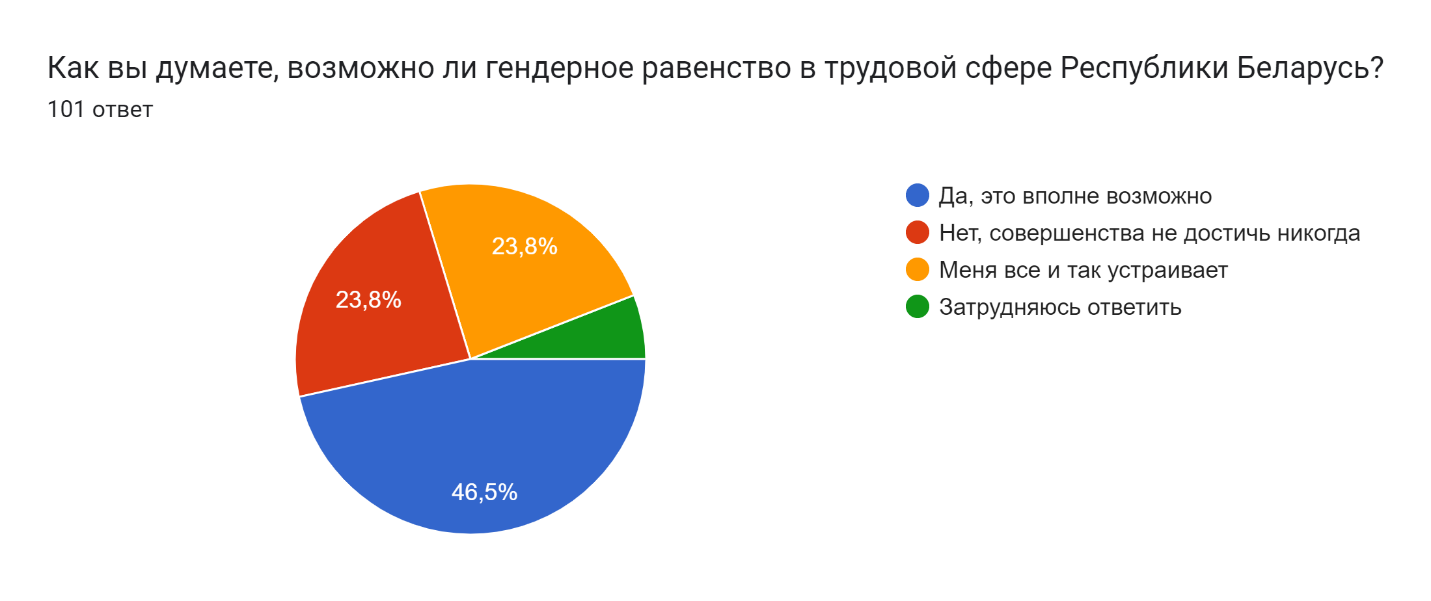 Как вы думаете, возможно ли гендерное равенство в трудовой сфере Республики Беларусь?
101 ответ
Да, это вполне возможно
Нет, совершенства не достичь никогда
Меня все и так устраивает
Затрудняюсь ответить
23,8%
23,8%
46,5%